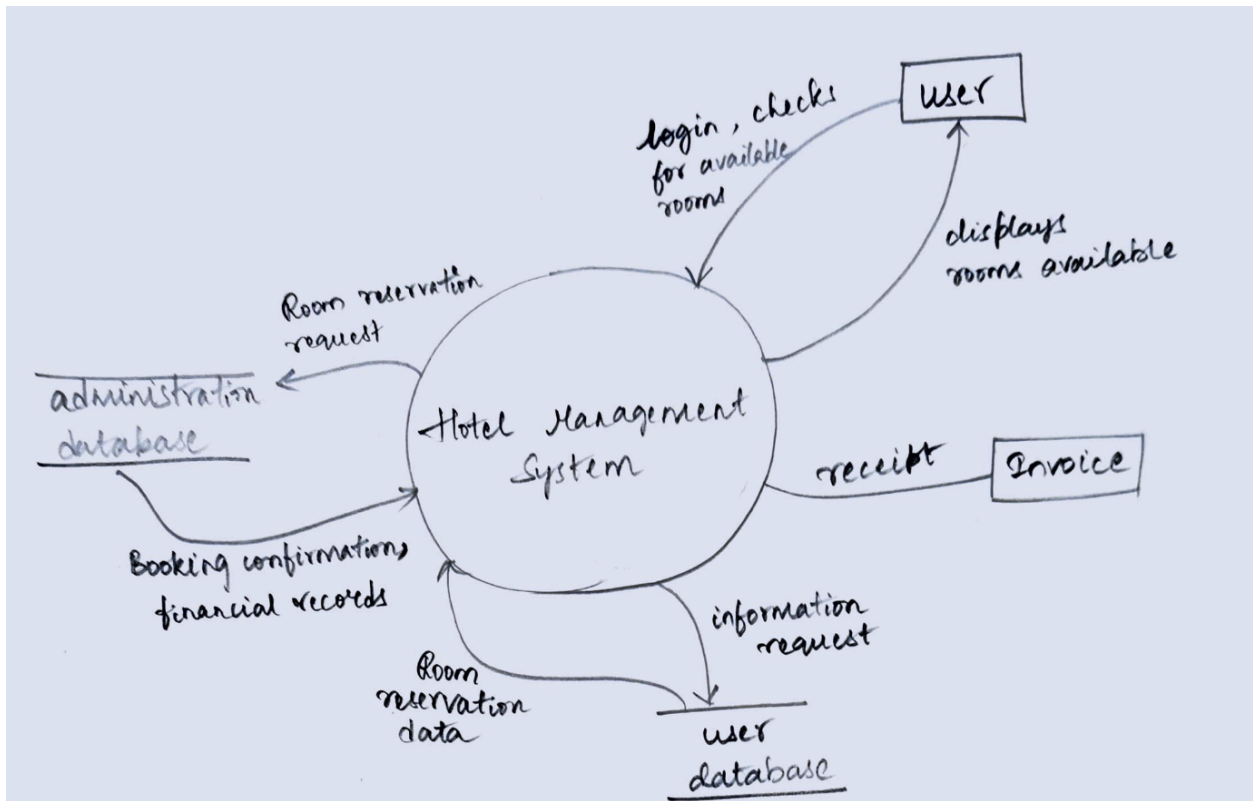 user
login, checks
for available
rooms
displays
rooms available
Room reservation
request
administration
database
Hotel Management
System
receipt
Invoice
Booking confirmation,
financial records
information
request
Room
reservation
data
user
database